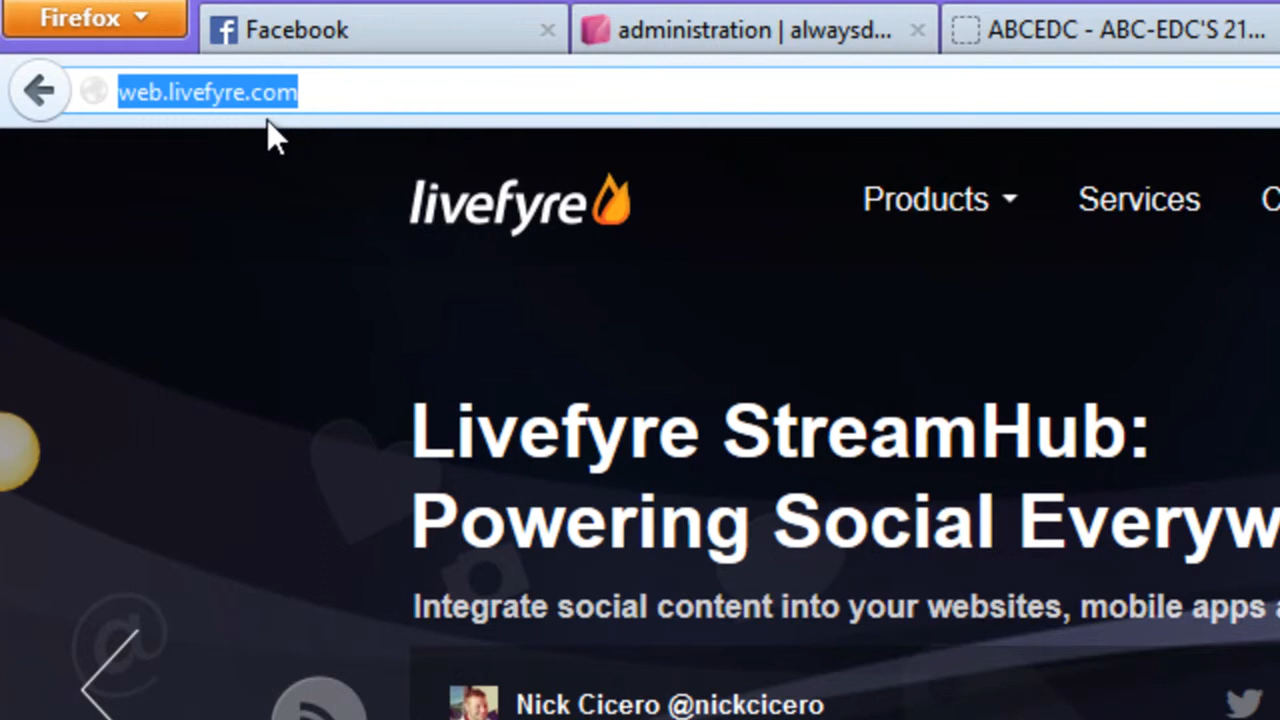 Firefox
Facebook
administration | alwaysd...
ABCEDC - ABC-EDC'S 21...
web.livefyre.com
livefyre
Products
Services
Livefyre StreamHub:
Powering Social Everyw
Integrate social content into your websites, mobile apps
Nick Cicero @nickcicero